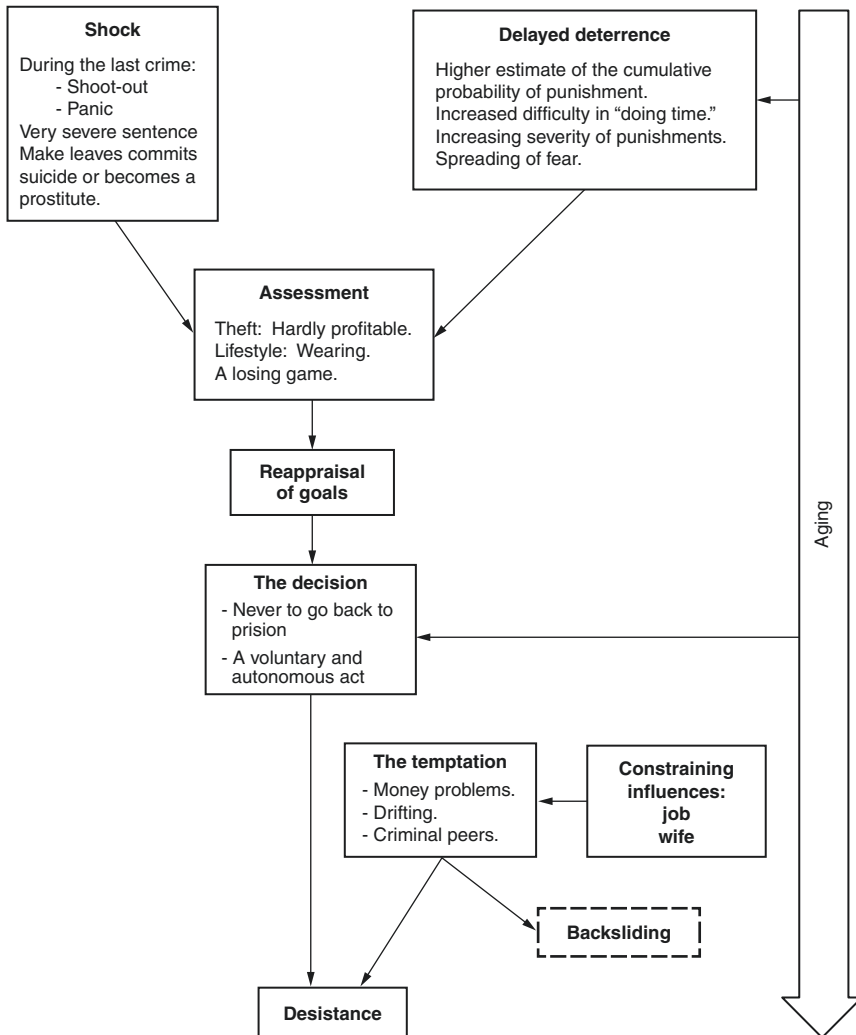 Shock
During the last crime:
- Shoot-out
- Panic
Very severe sentence
Make leaves commits
suicide or becomes a
prostitute.
Delayed deterrence
Higher estimate of the cumulative
probability of punishment.
Increased difficulty in “doing time.”
Increasing severity of punishments.
Spreading of fear.
Assessment
Theft: Hardly profitable.
Lifestyle: Wearing.
A losing game.
Reappraisal
of goals
The decision
- Never to go back to
prision
- A voluntary and
autonomous act
Aging
The temptation
- Money problems.
- Drifting.
- Criminal peers.
Constraining
influences:
job
wife
Backsliding
Desistance